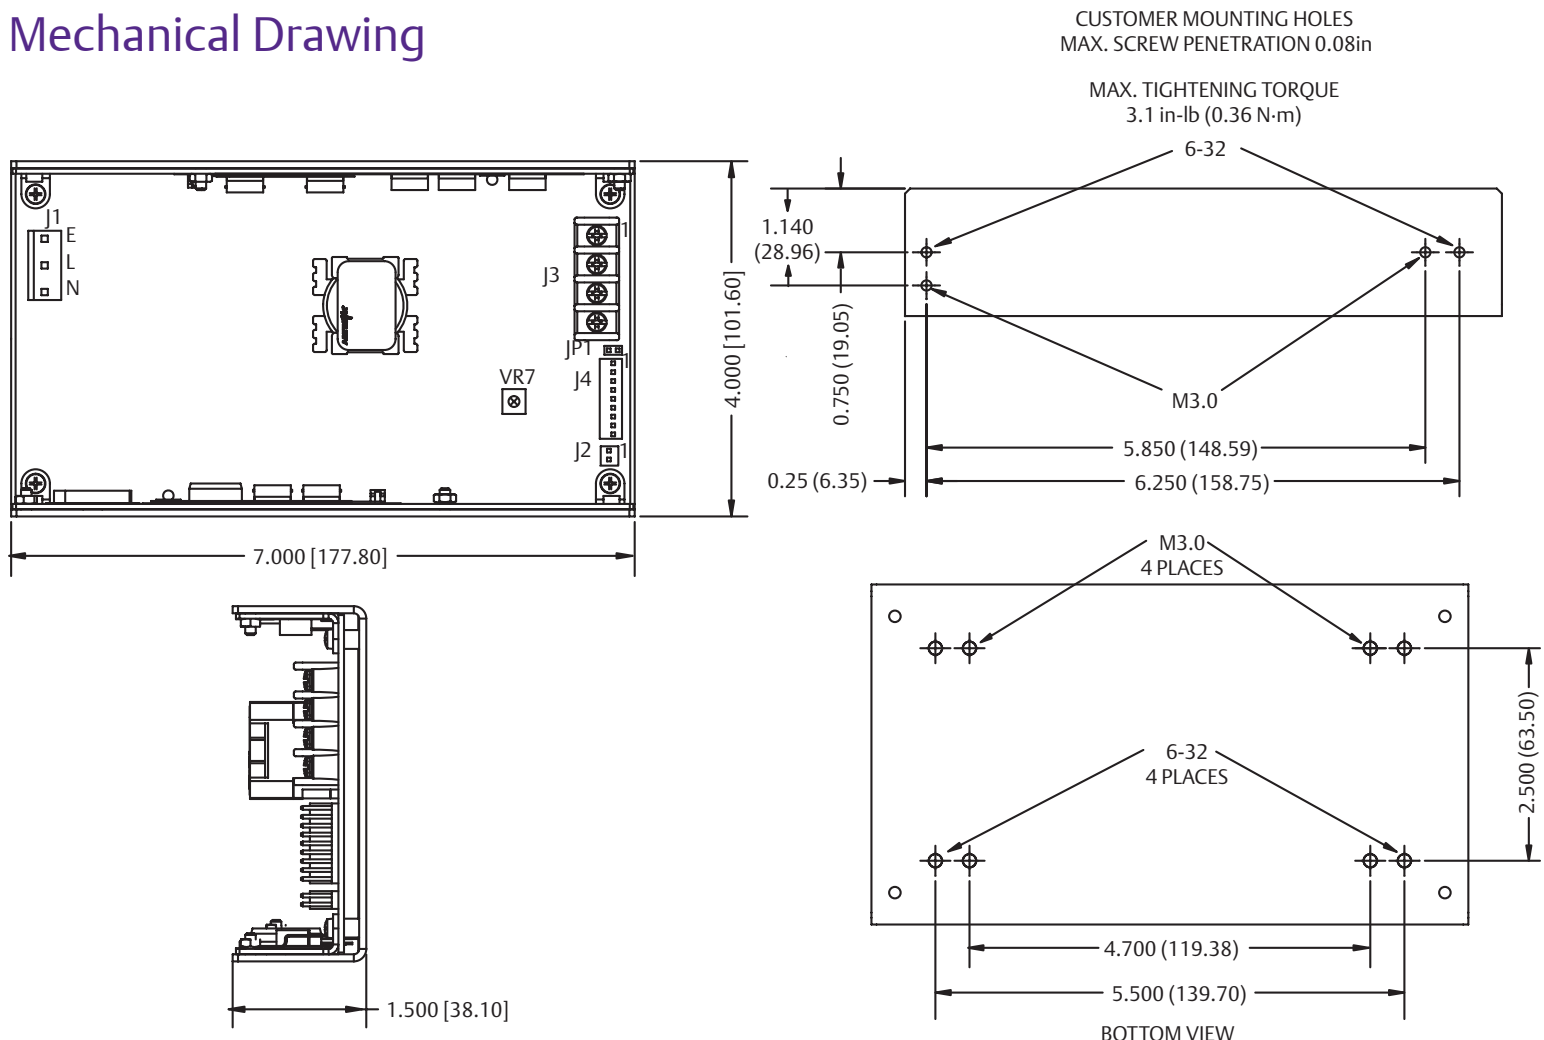 Mechanical Drawing
CUSTOMER MOUNTING HOLES
MAX. SCREW PENETRATION 0.08in
MAX. TIGHTENING TORQUE
3.1 in-lb (0.36 N·m)
6-32
J1
E
L
N
J3
1
JP1
1
J4
VR7
J2
1
4.000 [101.60]
7.000 [177.80]
1.140
(28.96)
0.750 (19.05)
M3.0
5.850 (148.59)
0.25 (6.35)
6.250 (158.75)
M3.0
4 PLACES
6-32
4 PLACES
2.500 (63.50)
4.700 (119.38)
5.500 (139.70)
1.500 [38.10]
BOTTOM VIEW